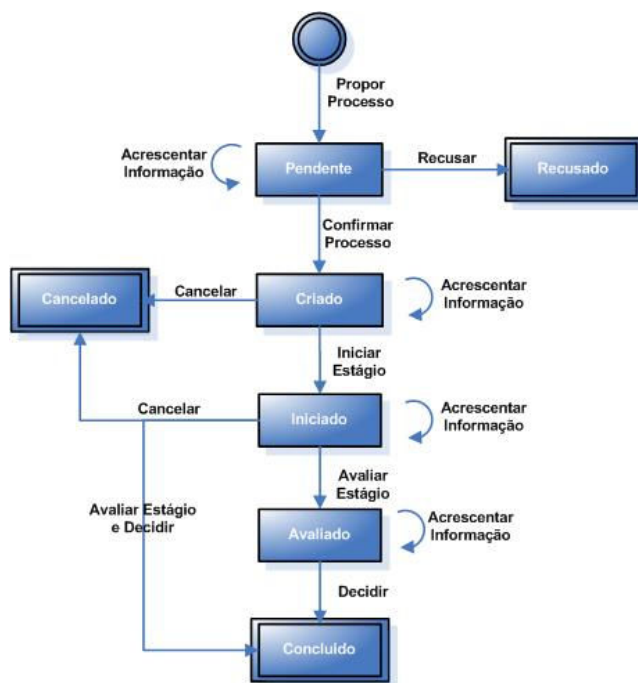 Propor
Processo
Acrescentar
Informação
Pendente
Recusar
Recusado
Confirmar
Processo
Cancelado
Cancelar
Criado
Acrescentar
Informação
Iniciar
Estágio
Cancelar
Iniciado
Acrescentar
Informação
Avaliar
Estágio
Avaliar Estágio
e Decidir
Avaliado
Acrescentar
Informação
Decidir
Concluido